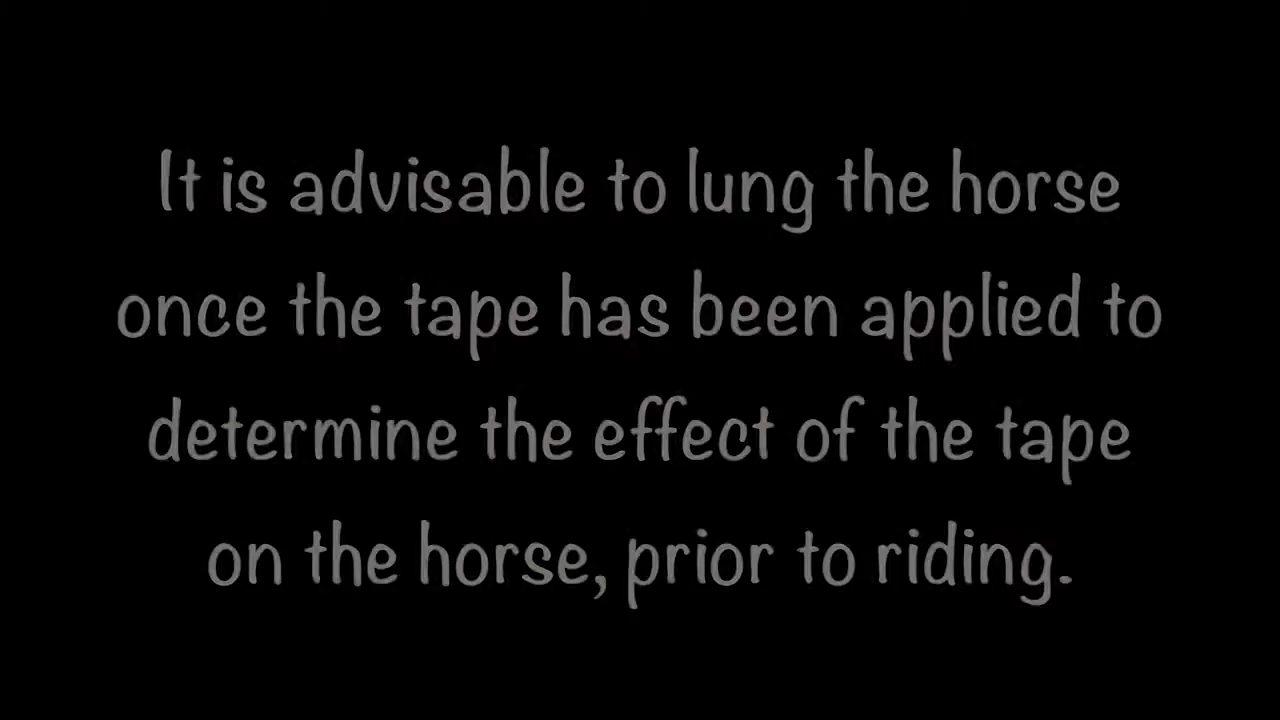 It is advisable to lung the horse
once the tape has been applied to
determine the effect of the tape
on the horse, prior to riding.